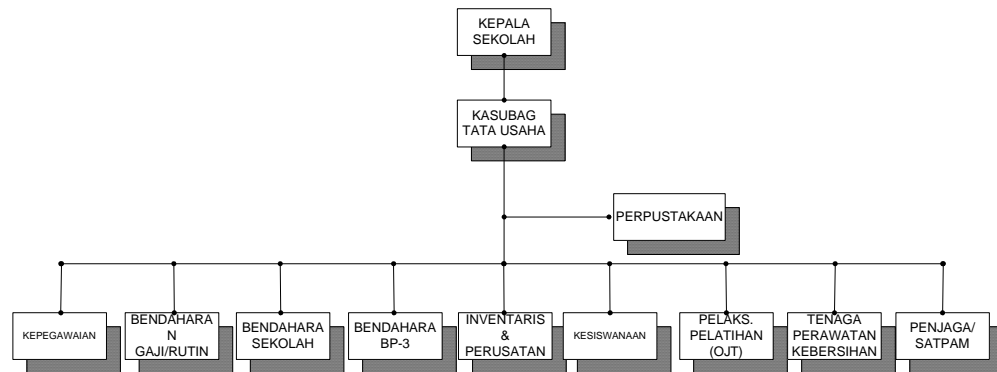 KEPALA
SEKOLAH
KASUBAG
TATA USAHA
PERPUSTAKAAN
KEPEGAWAIAN
BENDAHARA
N
GAJI/RUTIN
BENDAHARA
SEKOLAH
BENDAHARA
BP-3
INVENTARIS
&
PERUSATAN
KESISWANAAN
PELAKS.
PELATIHAN
(OJT)
TENAGA
PERAWATAN
KEBERSIHAN
PENJAGA/
SATPAM